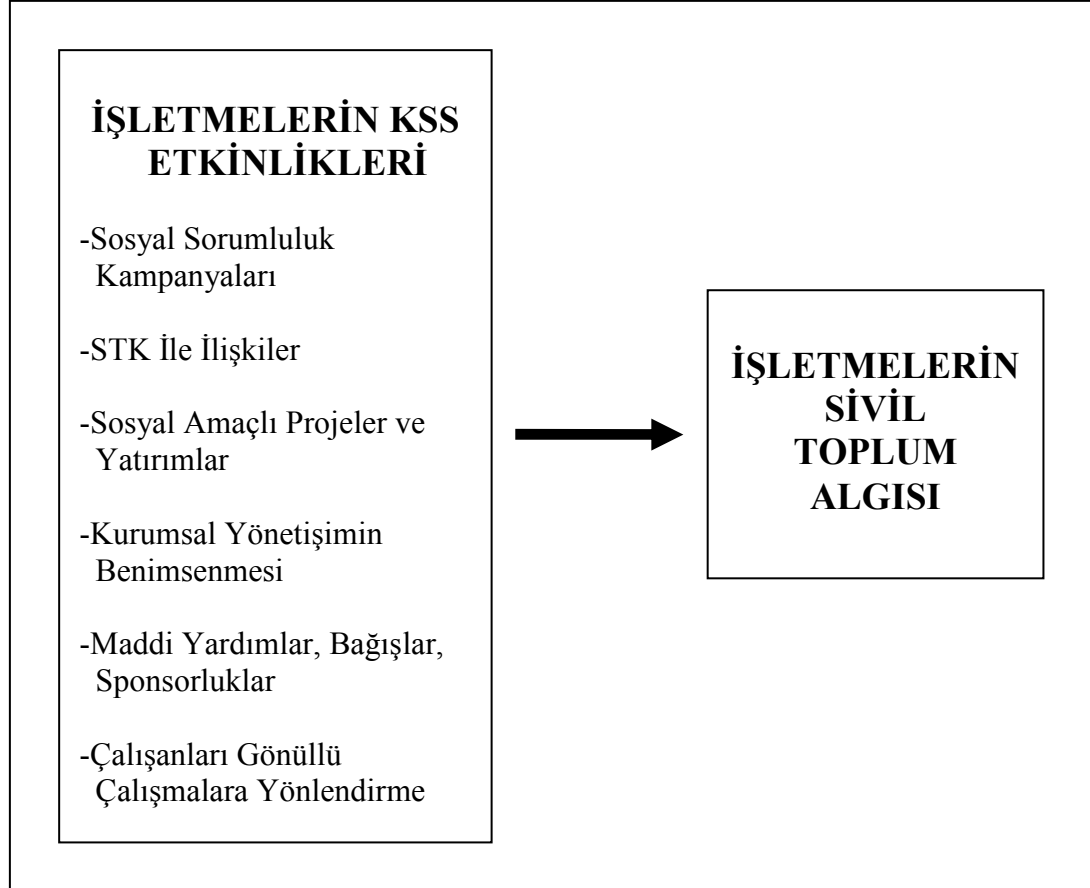 İŞLETMELERİN KSS
ETKİNLİKLERİ
-Sosyal Sorumluluk
Kampanyaları
-STK İle İlişkiler
-Sosyal Amaçlı Projeler ve
Yatırımlar
-Kurumsal Yönetişimin
Benimsenmesi
-Maddi Yardımlar, Bağışlar,
Sponsorluklar
-Çalışanları Gönüllü
Çalışmalara Yönlendirme
İŞLETMELERİN
SİVİL
TOPLUM
ALGISI